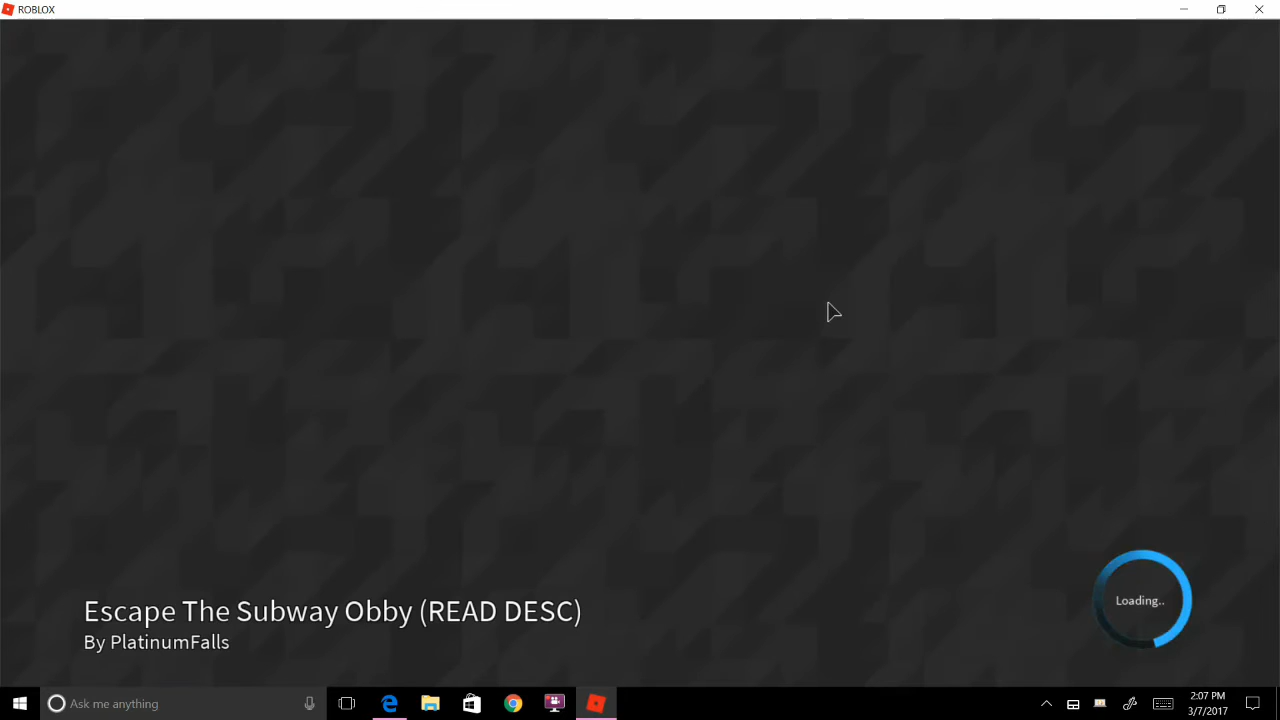 ROBLOX
Loading..
Escape The Subway Obby (READ DESC)
By PlatinumFalls
Ask me anything
2:07 PM
3/7/2017